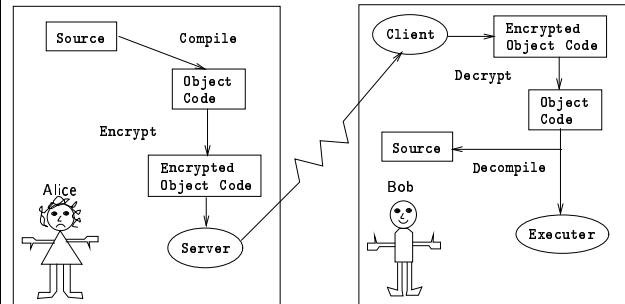 Source
Compile
Object
Code
Encrypt
Encrypted
Object Code
Alice
Server
Client
Encrypted
Object Code
Decrypt
Object
Code
Source
Decompile
Bob
Executer